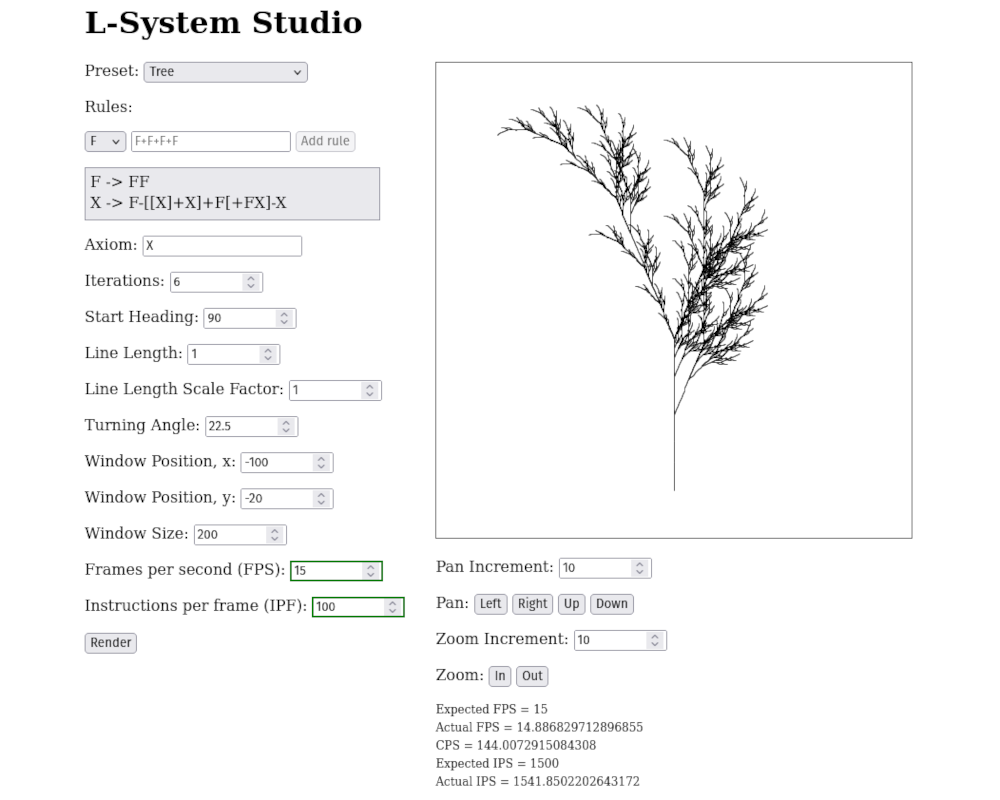 L-System Studio
Preset: Tree
Rules:
F F+F+F+F Add rule
F -> FF
X -> F-[[X]+X]+F[+FX]-X
Axiom: X
Iterations: 6
Start Heading: 90
Line Length: 1
Line Length Scale Factor: 1
Turning Angle: 22.5
Window Position, x: -100
Window Position, y: -20
Window Size: 200
Frames per second (FPS): 15
Instructions per frame (IPF): 100
Render
Pan Increment: 10
Pan: Left Right Up Down
Zoom Increment: 10
Zoom: In Out
Expected FPS = 15
Actual FPS = 14.886829712896855
CPS = 144.0072915084308
Expected IPS = 1500
Actual IPS = 1541.8502202643172